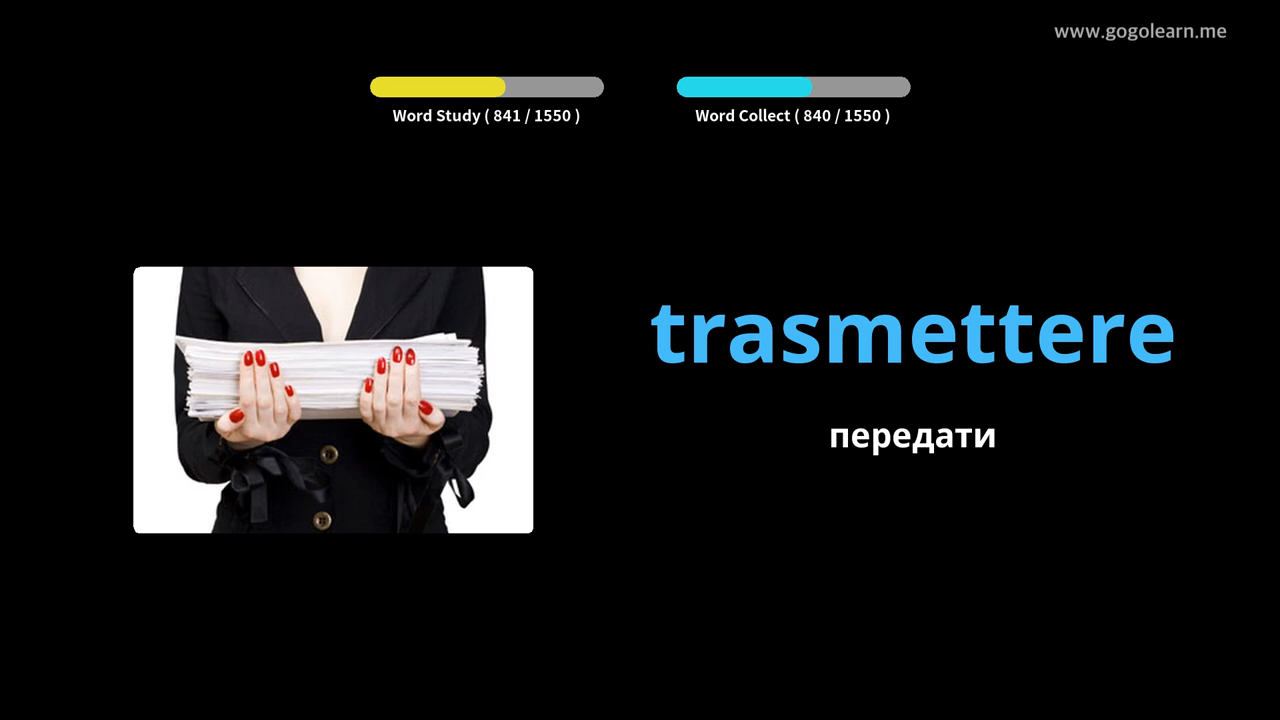 www.gogolearn.me
Word Study ( 841 / 1550 )
Word Collect ( 840 / 1550 )
trasmettere
передати